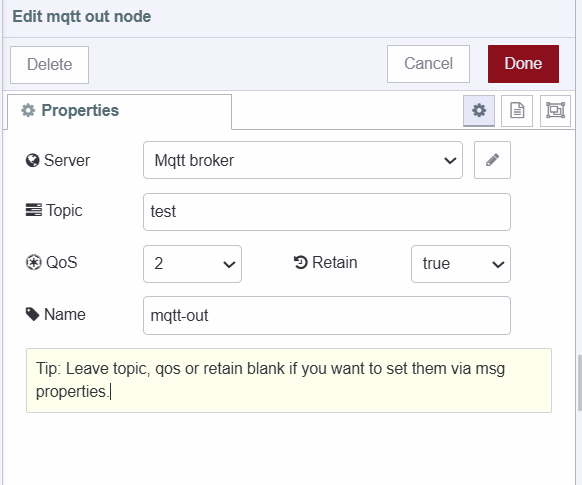 Edit mqtt out node
Delete Cancel Done
Properties
Server Mqtt broker
Topic test
QoS 2 Retain true
Name mqtt-out
Tip: Leave topic, qos or retain blank if you want to set them via msg
properties.